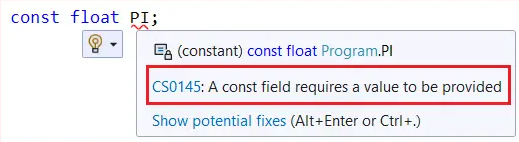 const float PI;
(constant) const float Program.PI
CS0145: A const field requires a value to be provided
Show potential fixes (Alt+Enter or Ctrl+.)